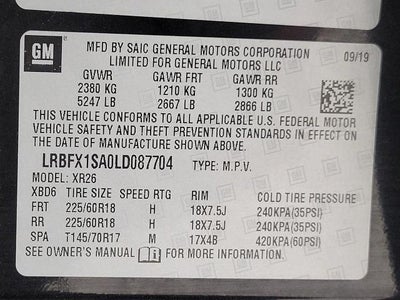 GM
MFD BY SAIC GENERAL MOTORS CORPORATION
LIMITED FOR GENERAL MOTORS LLC
09/19
GVWR GAWR FRT GAWR RR
2380 KG 1210 KG 1300 KG
5247 LB 2667 LB 2866 LB
THIS VEHICLE CONFORMS TO ALL APPLICABLE U.S. FEDERAL MOTOR
VEHICLE SAFETY AND THEFT PREVENTION STANDARDS IN EFFECT ON
THE DATE OF MANUFACTURE SHOWN ABOVE.
LRBFX1SA0LD087704 TYPE: M.P.V.
MODEL: XR26
XBD6 TIRE SIZE SPEED RTG RIM COLD TIRE PRESSURE
FRT 225/60R18 H 18X7.5J 240KPA(35PSI)
RR 225/60R18 H 18X7.5J 240KPA(35PSI)
SPA T145/70R17 M 17X4B 420KPA(60PSI)
SEE OWNER'S MANUAL FOR MORE INFORMATION.